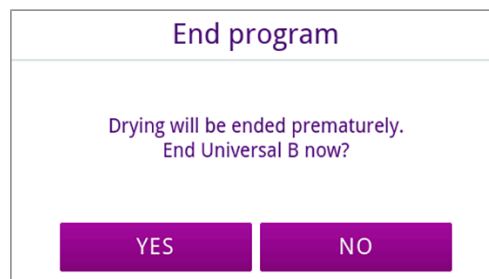 End program
Drying will be ended prematurely.
End Universal B now?
YES
NO